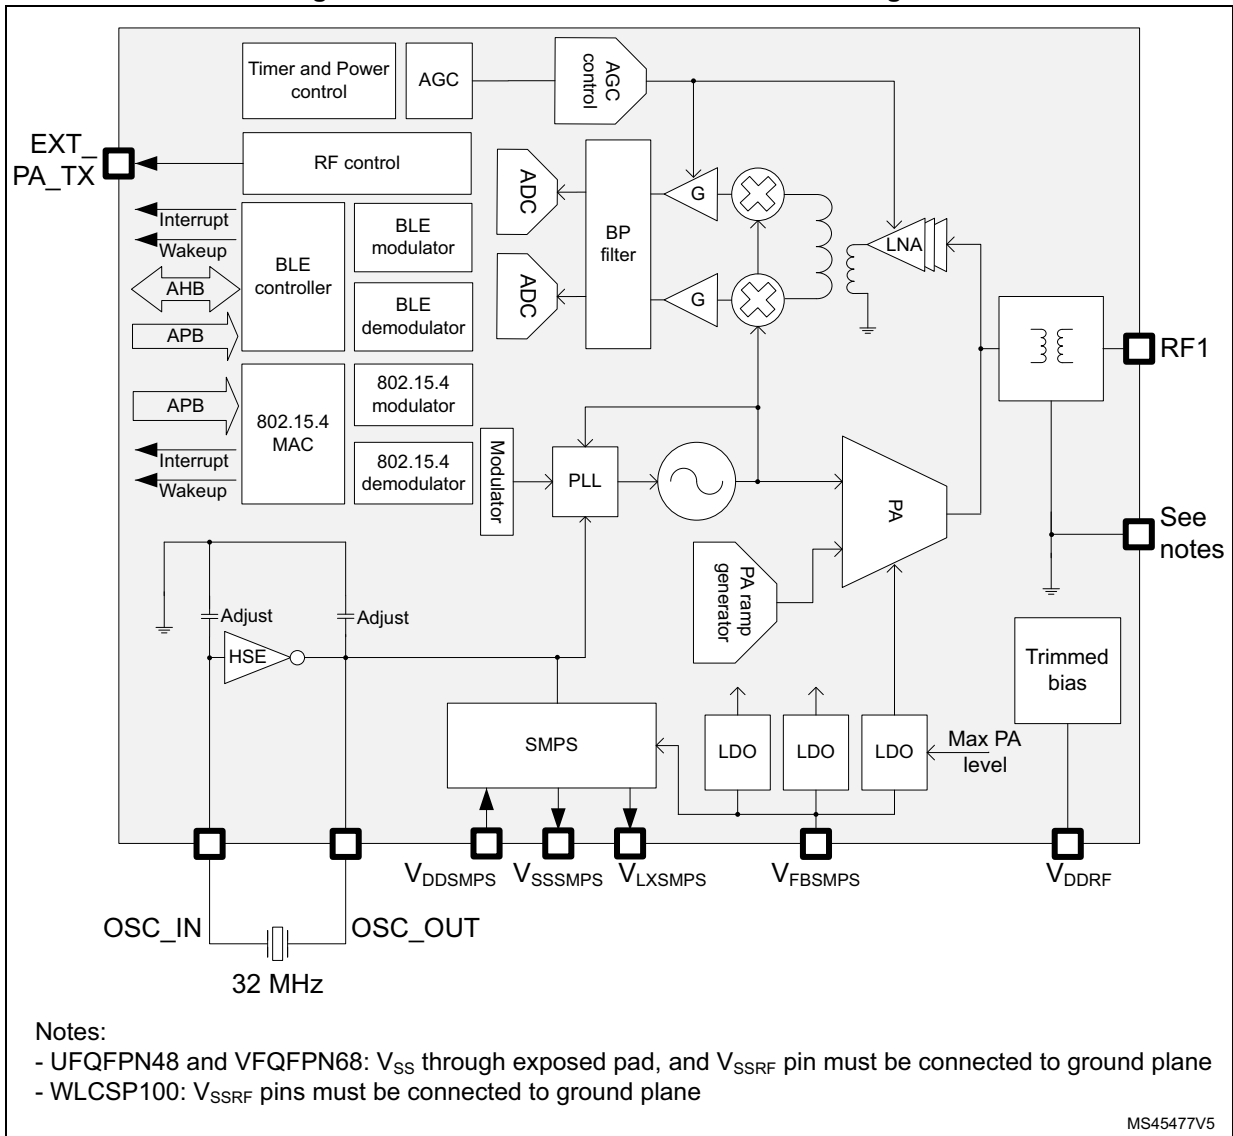 Timer and Power
control
AGC
AGC
control
EXT_
PA_TX
RF control
ADC
BP
filter
G
LNA
Interrupt
Wakeup
AHB
APB
BLE
controller
BLE
modulator
BLE
demodulator
ADC
G
RF1
APB
Interrupt
Wakeup
802.15.4
MAC
802.15.4
modulator
802.15.4
demodulator
Modulator
PLL
PA
See
notes
Adjust
Adjust
HSE
PA ramp
generator
Trimmed
bias
SMPS
LDO
LDO
LDO
Max PA
level
VDDSMPS
VSSSMPS
VLXSMPS
VFBSMPS
VDDRF
OSC_IN
OSC_OUT
32 MHz
Notes:
- UFQFPN48 and VFQFPN68: VSS through exposed pad, and VSSRF pin must be connected to ground plane
- WLCSP100: VSSRF pins must be connected to ground plane
MS45477V5